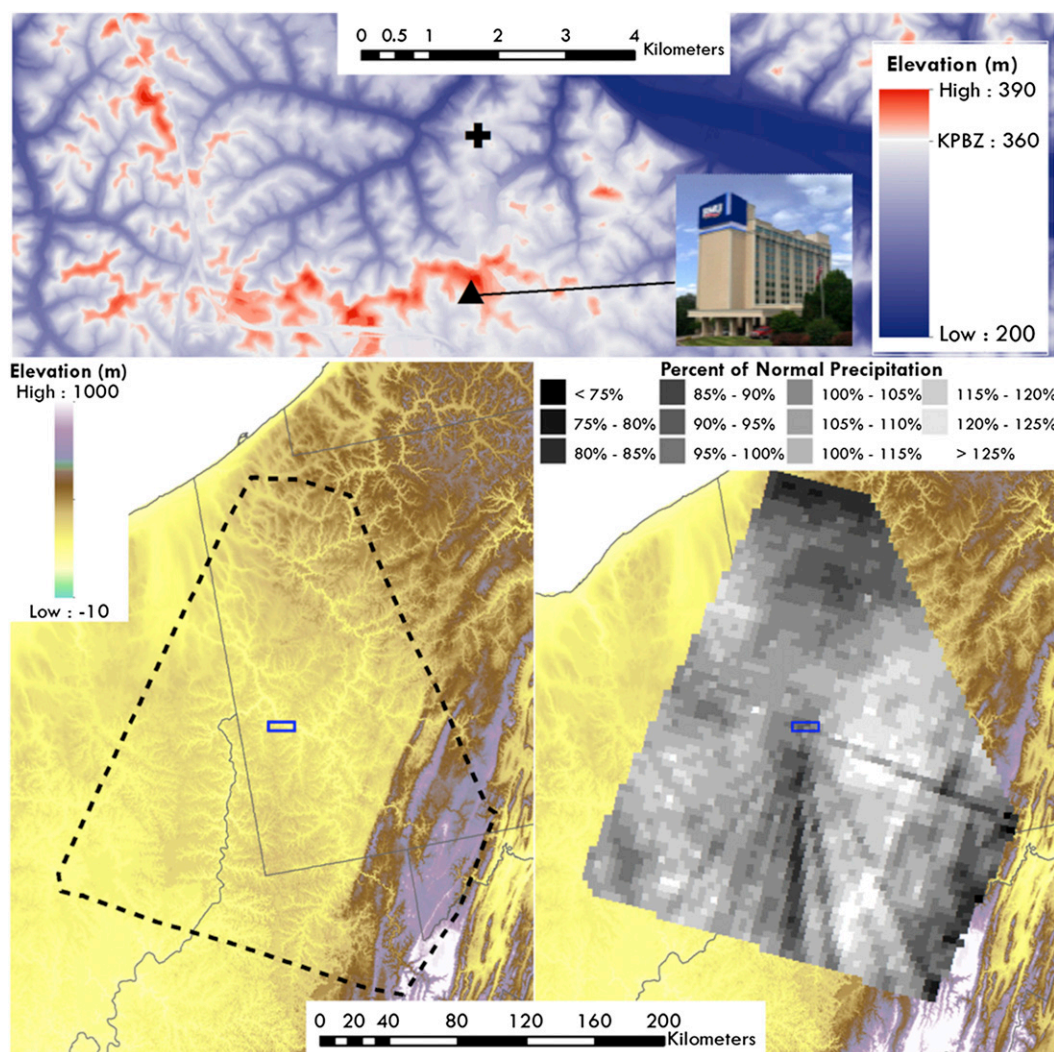 0 0.5 1 2 3 4
Kilometers
Elevation (m)
High : 390
KPBZ : 360
Low : 200
Elevation (m)
High : 1000
Low : -10
Percent of Normal Precipitation
< 75% 85% - 90% 100% - 105% 115% - 120%
75% - 80% 90% - 95% 105% - 110% 120% - 125%
80% - 85% 95% - 100% 100% - 115% > 125%
0 20 40 80 120 160 200
Kilometers